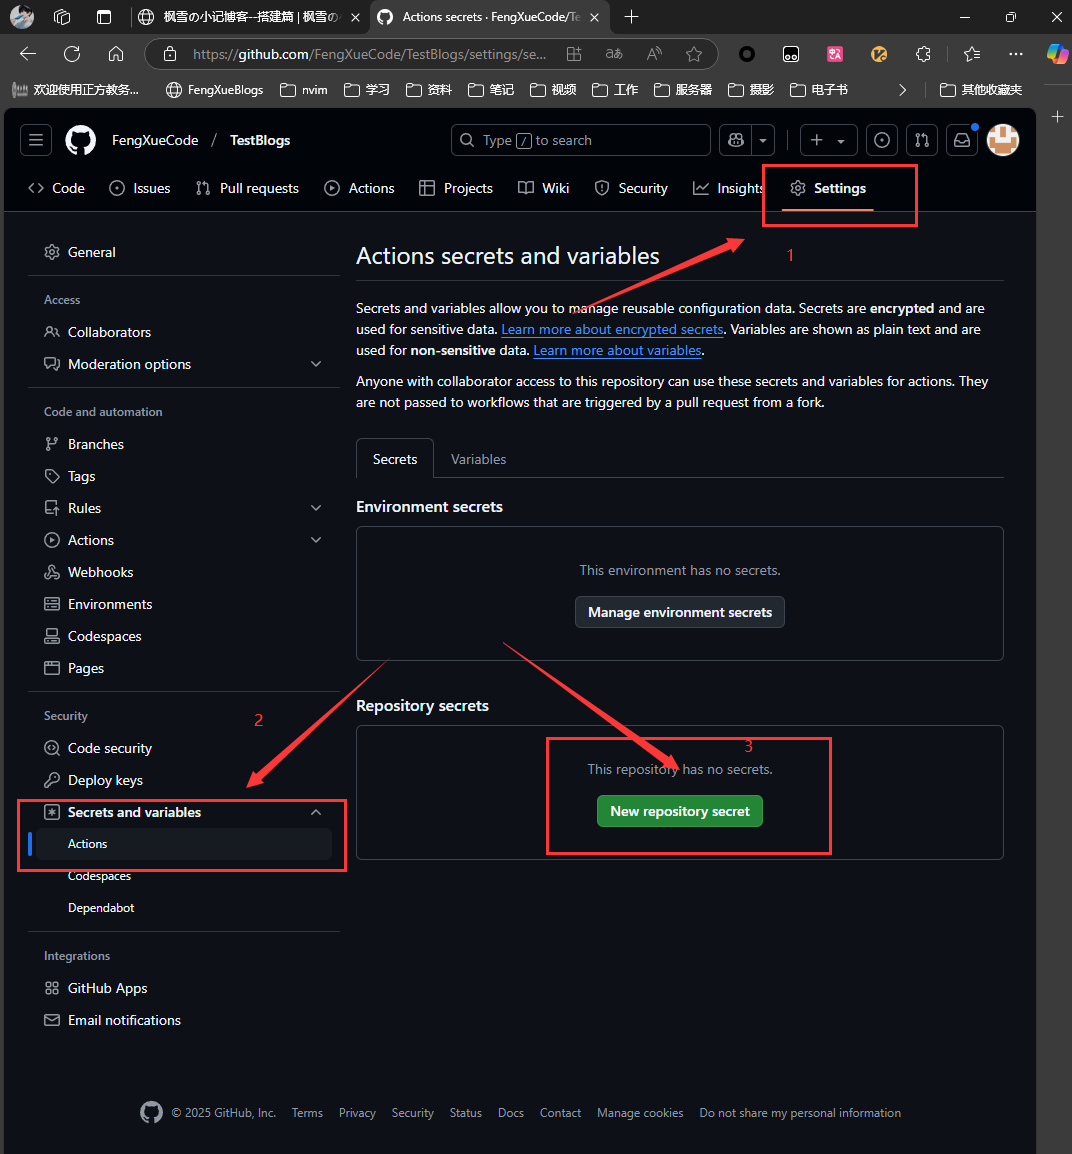 枫雪の小记博客--搭建篇 | 枫雪の
Actions secrets · FengXueCode/Te
https://github.com/FengXueCode/TestBlogs/settings/se...
欢迎使用正方教务...
FengXueBlogs
nvim
学习
资料
笔记
视频
工作
服务器
摄影
电子书
其他收藏夹
FengXueCode / TestBlogs
Type / to search
Code
Issues
Pull requests
Actions
Projects
Wiki
Security
Insights
Settings
1
General
Access
Collaborators
Moderation options
Code and automation
Branches
Tags
Rules
Actions
Webhooks
Environments
Codespaces
Pages
Security
2
Code security
Deploy keys
Secrets and variables
Actions
Codespaces
Dependabot
Integrations
GitHub Apps
Email notifications
Actions secrets and variables
Secrets and variables allow you to manage reusable configuration data. Secrets are encrypted and are
used for sensitive data. Learn more about encrypted secrets. Variables are shown as plain text and are
used for non-sensitive data. Learn more about variables.
Anyone with collaborator access to this repository can use these secrets and variables for actions. They
are not passed to workflows that are triggered by a pull request from a fork.
Secrets
Variables
Environment secrets
This environment has no secrets.
Manage environment secrets
Repository secrets
3
This repository has no secrets.
New repository secret
© 2025 GitHub, Inc.
Terms
Privacy
Security
Status
Docs
Contact
Manage cookies
Do not share my personal information